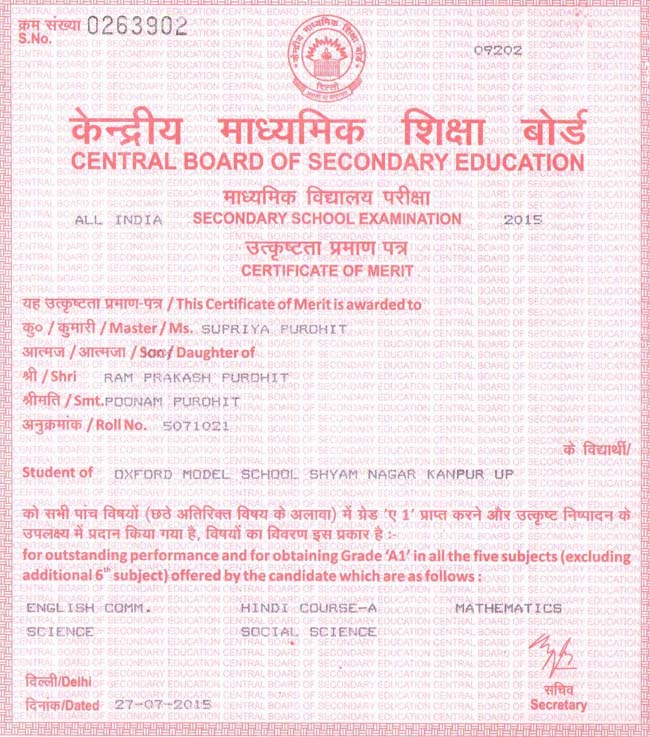 क्रम संख्या 0263902
S.No.
09202
केन्द्रीय माध्यमिक शिक्षा बोर्ड
CENTRAL BOARD OF SECONDARY EDUCATION
माध्यमिक विद्यालय परीक्षा
ALL INDIA SECONDARY SCHOOL EXAMINATION 2015
उत्कृष्टता प्रमाण पत्र
CERTIFICATE OF MERIT
यह उत्कृष्टता प्रमाण-पत्र / This Certificate of Merit is awarded to
कु० / कुमारी / Master / Ms. SUPRIYA PUROHIT
आत्मज / आत्मजा / Son/Daughter of
श्री / Shri RAM PRAKASH PUROHIT
श्रीमति / Smt. POONAM PUROHIT
अनुक्रमांक / Roll No. 5071021
के विद्यार्थी/
Student of OXFORD MODEL SCHOOL SHYAM NAGAR KANPUR UP
को सभी पांच विषयों (छठे अतिरिक्त विषय के अलावा) में ग्रेड 'ए 1' प्राप्त करने और उत्कृष्ट निष्पादन के
उपलक्ष्य में प्रदान किया गया है, विषयों का विवरण इस प्रकार है :-
for outstanding performance and for obtaining Grade 'A1' in all the five subjects (excluding
additional 6th subject) offered by the candidate which are as follows :
ENGLISH COMM. HINDI COURSE-A MATHEMATICS
SCIENCE SOCIAL SCIENCE
दिल्ली/Delhi
सचिव
दिनांक/Dated 27-07-2015 Secretary